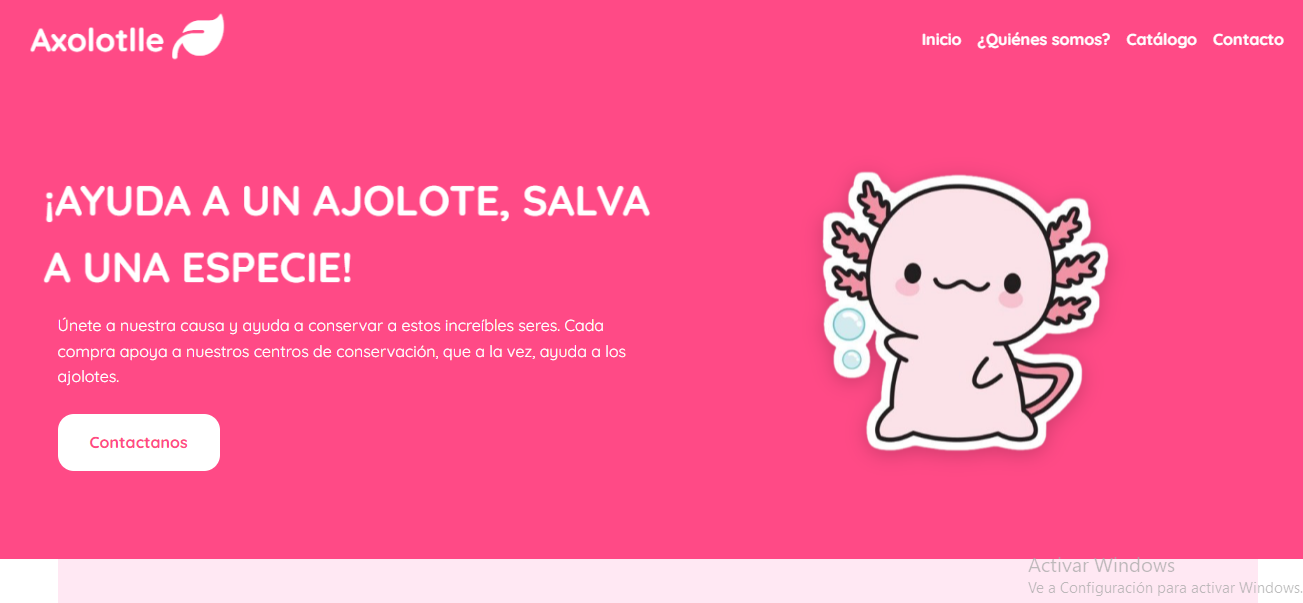 Axolotlle
Inicio ¿Quiénes somos? Catálogo Contacto
¡AYUDA A UN AJOLOTE, SALVA
A UNA ESPECIE!
Únete a nuestra causa y ayuda a conservar a estos increíbles seres. Cada
compra apoya a nuestros centros de conservación, que a la vez, ayuda a los
ajolotes.
Contactanos
Activar Windows
Ve a Configuración para activar Windows.